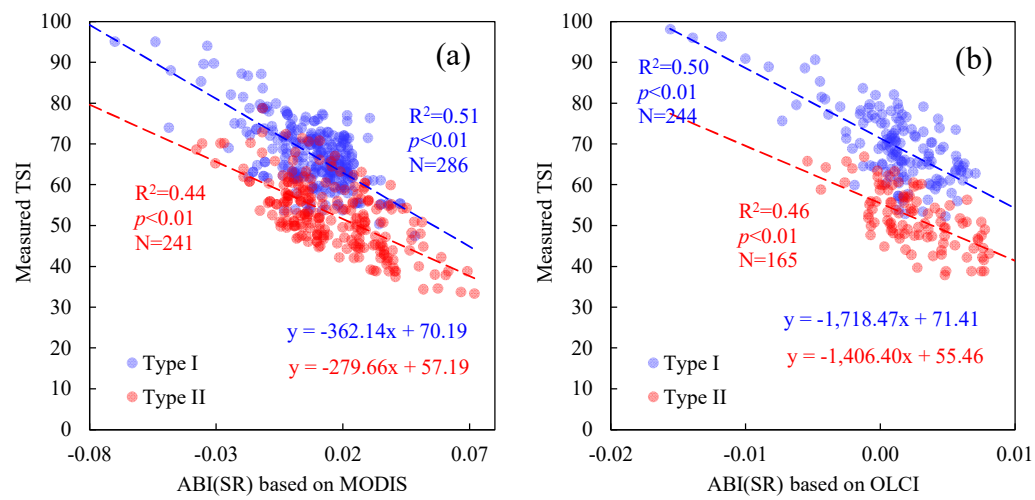 (a)
Measured TSI
100
90
80
70
60
50
40
30
20
10
0
R²=0.51
p<0.01
N=286
R²=0.44
p<0.01
N=241
y = -362.14x + 70.19
y = -279.66x + 57.19
Type I
Type II
-0.08
-0.03
0.02
0.07
ABI(SR) based on MODIS
(b)
Measured TSI
100
90
80
70
60
50
40
30
20
10
0
R²=0.50
p<0.01
N=244
R²=0.46
p<0.01
N=165
y = -1,718.47x + 71.41
y = -1,406.40x + 55.46
Type I
Type II
-0.02
-0.01
0.00
0.01
ABI(SR) based on OLCI